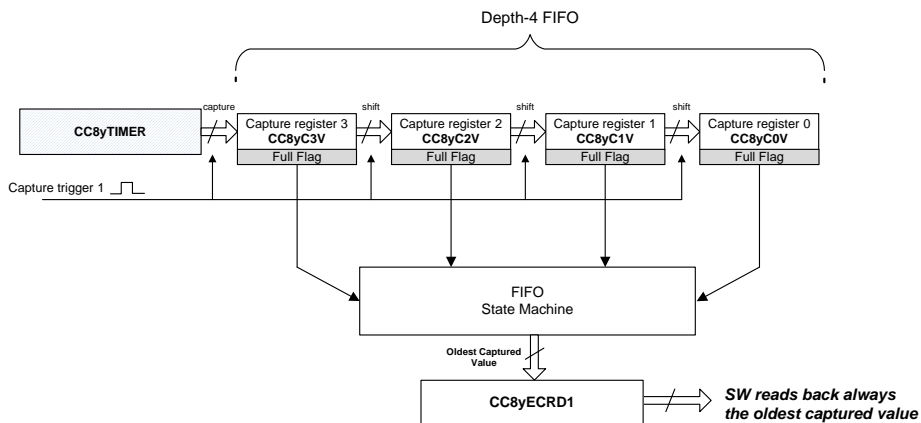 Depth-4 FIFO
capture
shift
shift
shift
CC8yTIMER
Capture register 3
CC8yC3V
Full Flag
Capture register 2
CC8yC2V
Full Flag
Capture register 1
CC8yC1V
Full Flag
Capture register 0
CC8yC0V
Full Flag
Capture trigger 1
FIFO
State Machine
Oldest Captured
Value
CC8yECRD1
SW reads back always
the oldest captured value